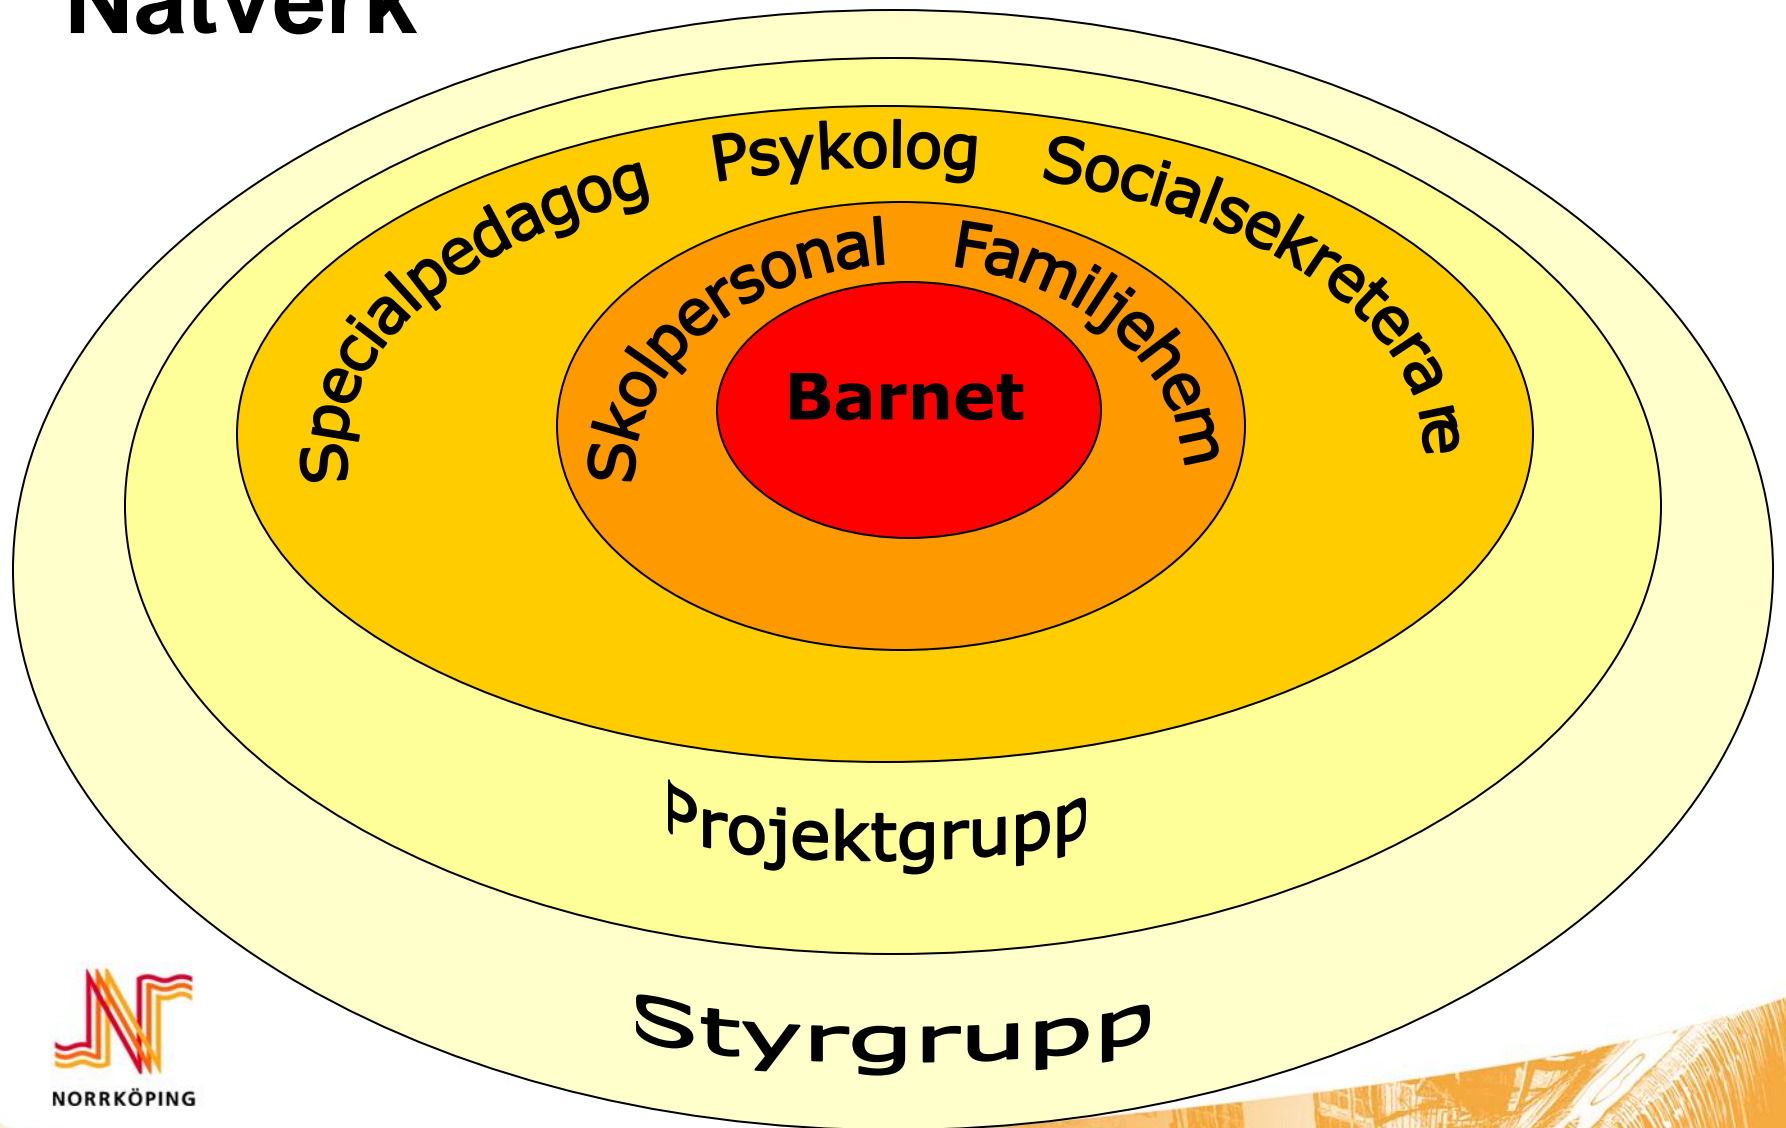 Nätverk
Specialpedagog Psykolog Socialsekreterare
Skolpersonal Familjehem
Barnet
Projektgrupp
Styrgrupp
NORRKÖPING